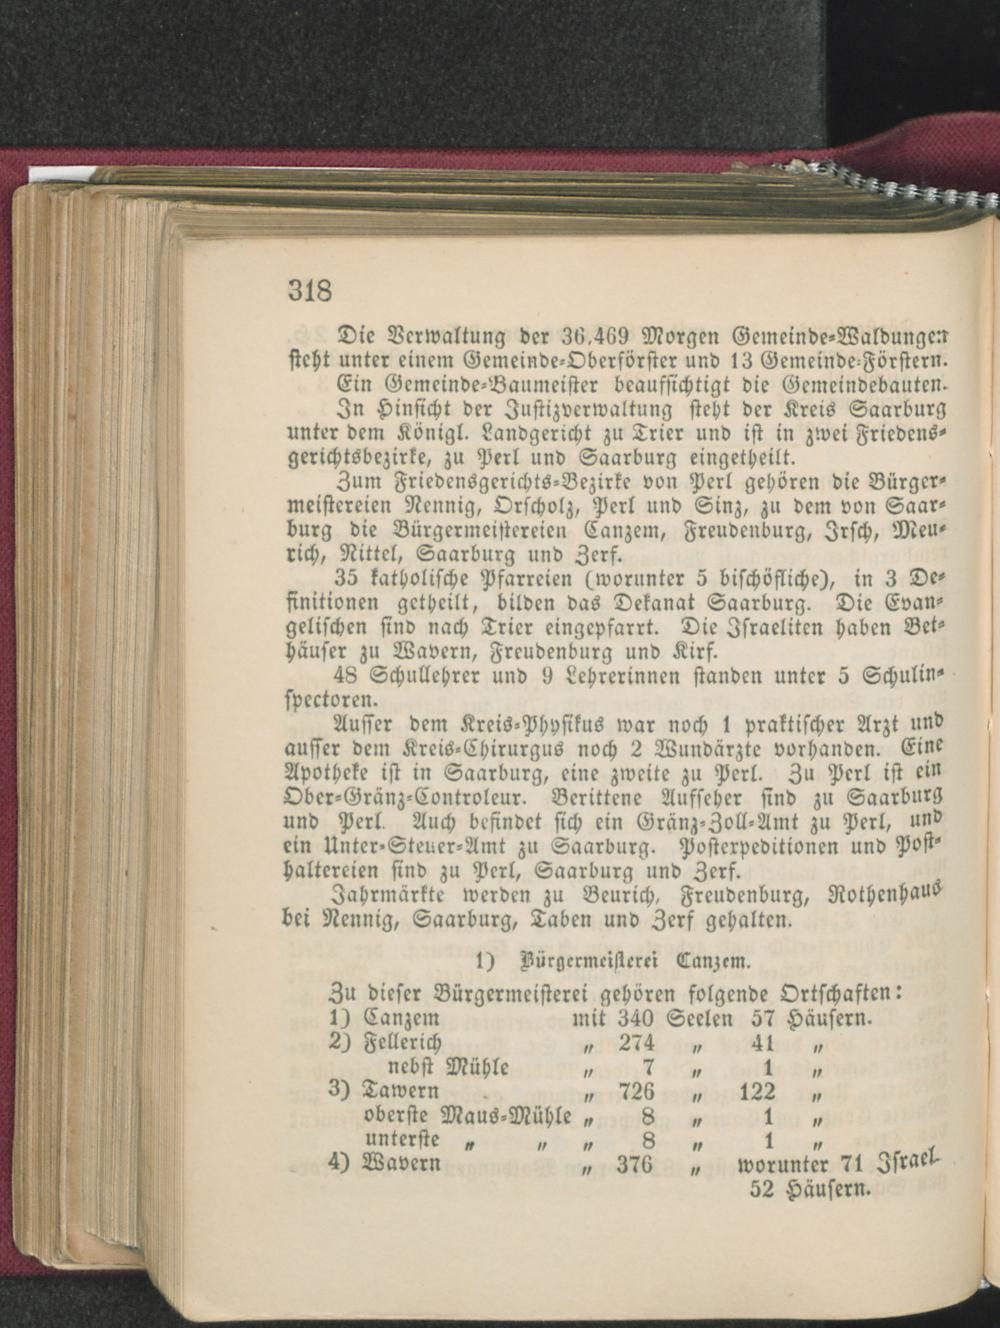 318
Die Verwaltung der 36,469 Morgen Gemeinde-Waldungen
steht unter einem Gemeinde-Oberförster und 13 Gemeinde-Förstern.
Ein Gemeinde-Baumeister beaufsichtigt die Gemeindebauten.
In Hinsicht der Justizverwaltung steht der Kreis Saarburg
unter dem Königl. Landgericht zu Trier und ist in zwei Friedens-
gerichtsbezirke, zu Perl und Saarburg eingetheilt.
Zum Friedensgerichts-Bezirke von Perl gehören die Bürger-
meistereien Nennig, Orscholz, Perl und Sinz, zu dem von Saar-
burg die Bürgermeistereien Canzem, Freudenburg, Irsch, Meu-
rich, Nittel, Saarburg und Zerf.
35 katholische Pfarreien (worunter 5 bischöfliche), in 3 De-
finitionen getheilt, bilden das Dekanat Saarburg. Die Evan-
gelischen sind nach Trier eingepfarrt. Die Israeliten haben Bet-
häuser zu Wavern, Freudenburg und Kirf.
48 Schullehrer und 9 Lehrerinnen standen unter 5 Schulin-
spectoren.
Ausser dem Kreis-Physikus war noch 1 praktischer Arzt und
ausser dem Kreis-Chirurgus noch 2 Wundärzte vorhanden. Eine
Apotheke ist in Saarburg, eine zweite zu Perl. Zu Perl ist ein
Ober-Gränz-Controleur. Berittene Aufseher sind zu Saarburg
und Perl. Auch befindet sich ein Gränz-Zoll-Amt zu Perl, und
ein Unter-Steuer-Amt zu Saarburg. Posterpeditionen und Post-
haltereien sind zu Perl, Saarburg und Zerf.
Jahrmärkte werden zu Beurich, Freudenburg, Rothenhaus
bei Nennig, Saarburg, Taben und Zerf gehalten.
1) Bürgermeisterei Canzem.
Zu dieser Bürgermeisterei gehören folgende Ortschaften:
1) Canzem mit 340 Seelen 57 Häusern.
2) Fellerich „ 274 „ 41 „
nebst Mühle „ 7 „ 1 „
3) Tawern „ 726 „ 122 „
oberste Maus-Mühle „ 8 „ 1 „
unterste „ „ „ 8 „ 1 „
4) Wavern „ 376 „ worunter 71 Israel.
52 Häusern.